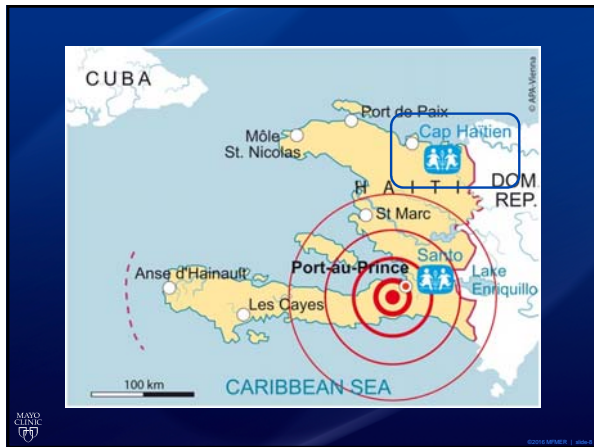 © APA-Vienna
CUBA
Port de Paix
Cap Haïtien
Môle
St. Nicolas
HAITI
DOM.
REP.
St Marc
Santo
Port-au-Prince
Lake
Enriquillo
Anse d'Hainault
Les Cayes
100 km
CARIBBEAN SEA
MAYO
CLINIC
©2016 MFMER | slide-8